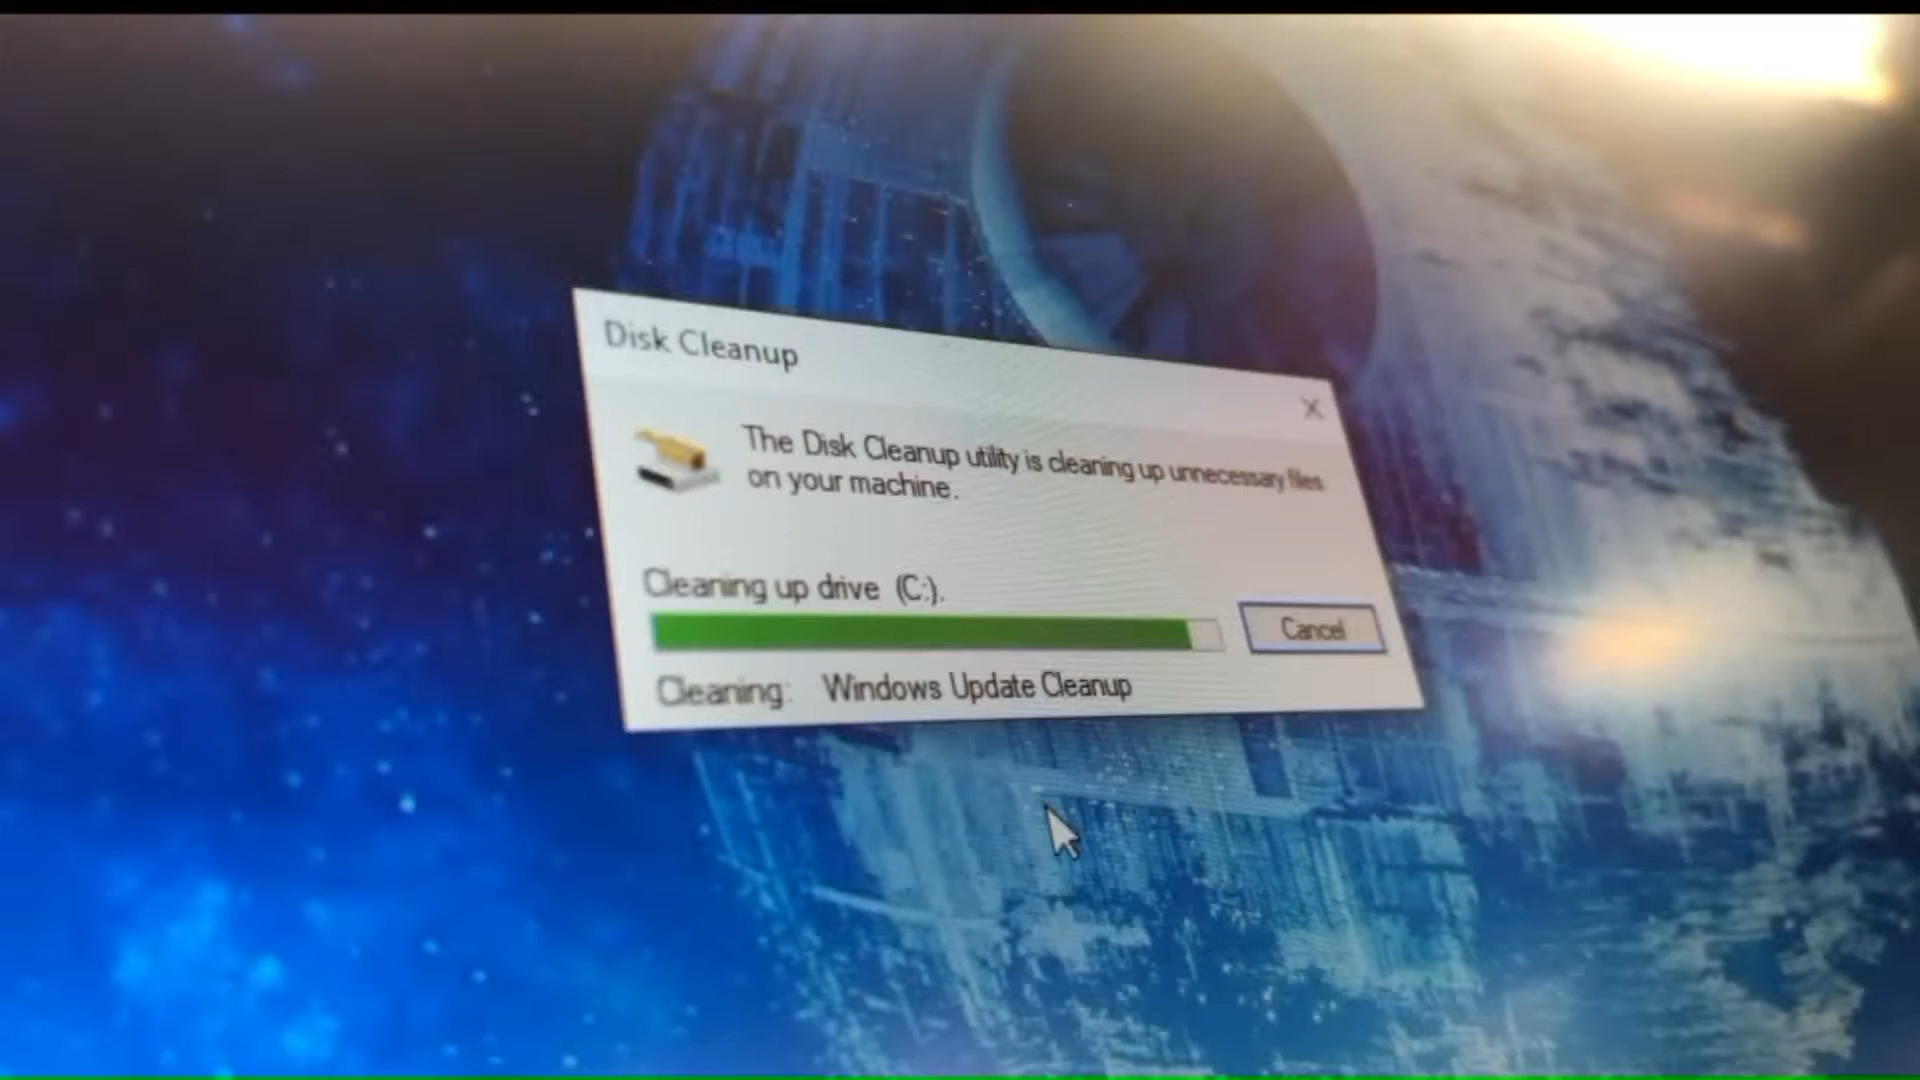 Disk Cleanup
The Disk Cleanup utility is cleaning up unnecessary files
on your machine.
Cleaning up drive (C:).
Cancel
Cleaning: Windows Update Cleanup